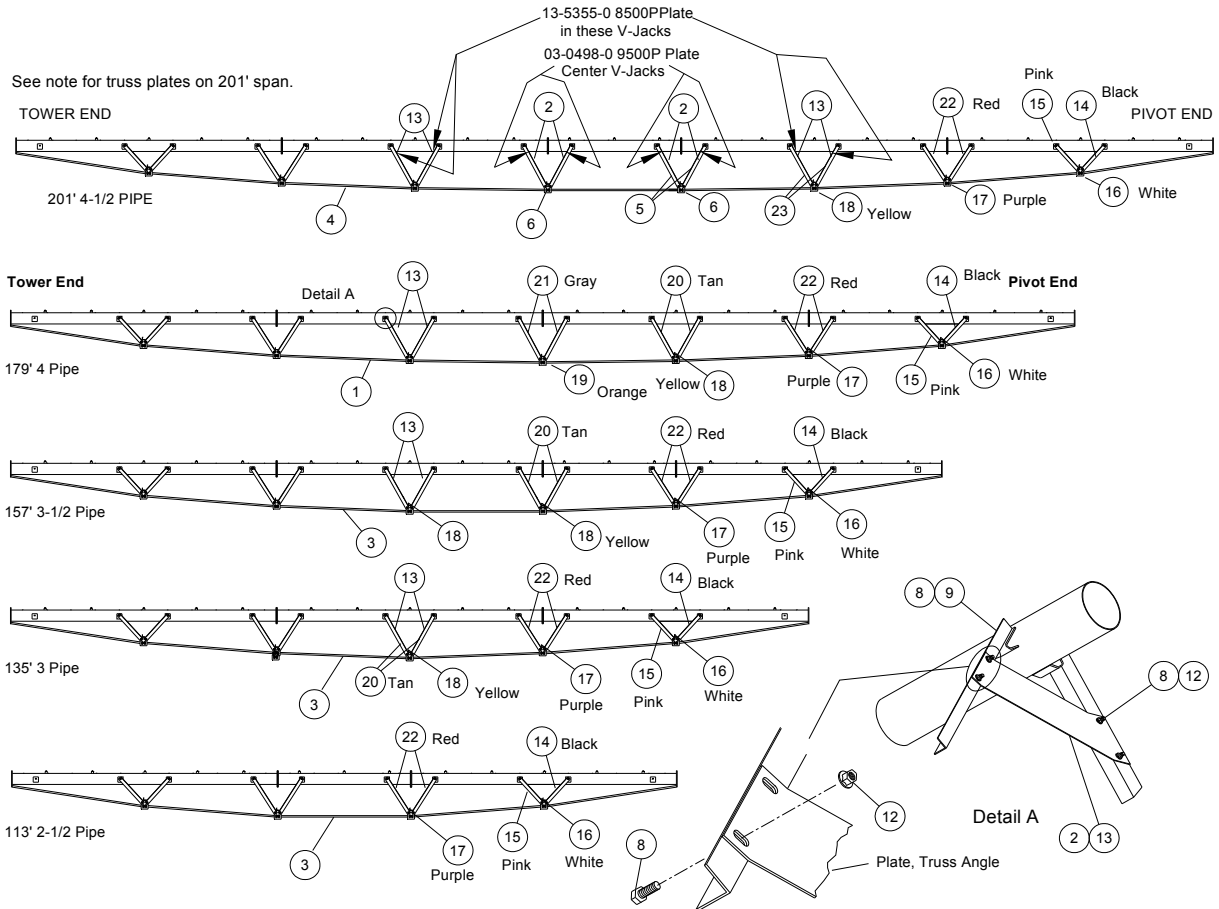 13-5355-0 8500PPlate
in these V-Jacks
03-0498-0 9500P Plate
Center V-Jacks
See note for truss plates on 201' span.
TOWER END
13
2
2
13
22 Red
Pink
15
14
Black
PIVOT END
201' 4-1/2 PIPE
4
6
5
6
23
18 Yellow
17 Purple
16 White
Tower End
Detail A
13
21 Gray
20 Tan
22 Red
14 Black
Pivot End
179' 4 Pipe
1
19 Orange
Yellow 18
Purple 17
15 Pink
16 White
13
20 Tan
22 Red
14 Black
157' 3-1/2 Pipe
3
18
18 Yellow
17
Purple
15
Pink
16
White
13
22 Red
14 Black
135' 3 Pipe
3
20 Tan
18 Yellow
17
Purple
15
Pink
16
White
8 9
8 12
Detail A
2 13
22 Red
14 Black
113' 2-1/2 Pipe
3
17
Purple
15
Pink
16
White
12
8
Plate, Truss Angle